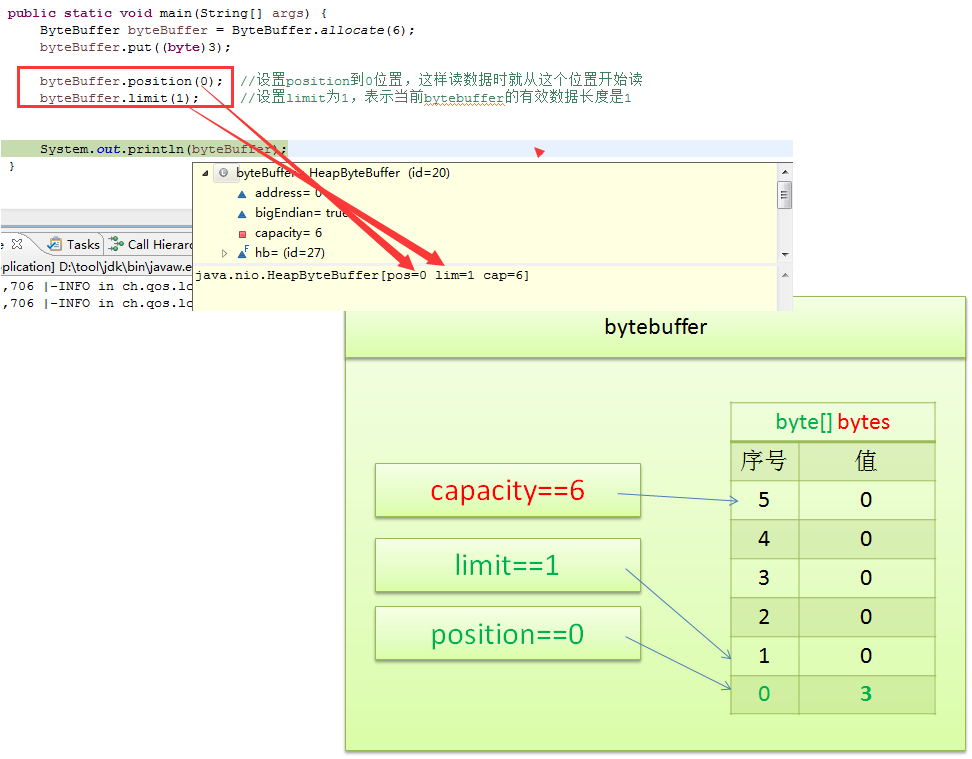 public static void main(String[] args) {
ByteBuffer byteBuffer = ByteBuffer.allocate(6);
byteBuffer.put((byte)3);
byteBuffer.position(0); //设置position到0位置，这样读数据时就从这个位置开始读
byteBuffer.limit(1); //设置limit为1，表示当前bytebuffer的有效数据长度是1
System.out.println(byteBuffer);
}
byteBuffer HeapByteBuffer (id=20)
address= 0
bigEndian= true
capacity= 6
F hb= (id=27)
java.nio.HeapByteBuffer[pos=0 lim=1 cap=6]
Tasks Call Hierarc
plication] D:\tool\jdk\bin\javaw.e
,706 |-INFO in ch.qos.lc
,706 |-INFO in ch.qos.lc
bytebuffer
byte[] bytes
序号 值
capacity==6
5 0
4 0
limit==1
3 0
2 0
position==0
1 0
0 3